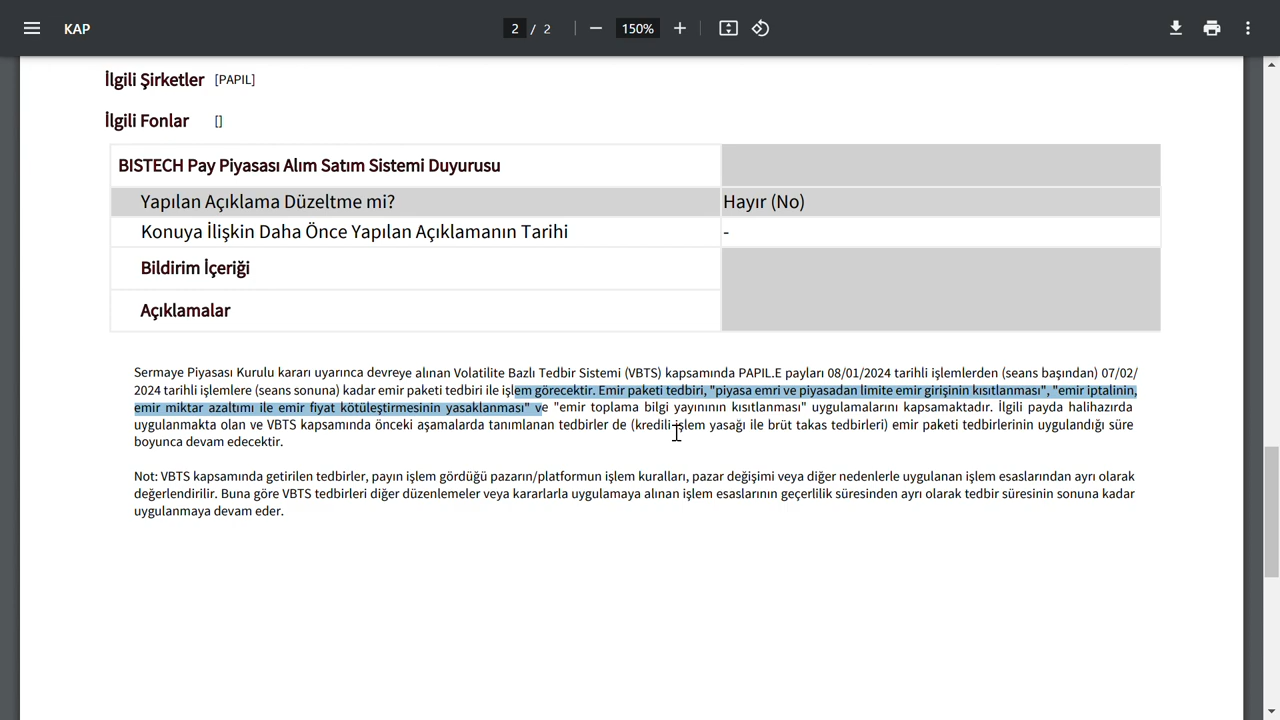 KAP
2 / 2
150%
İlgili Şirketler [PAPIL]
İlgili Fonlar []
BISTECH Pay Piyasası Alım Satım Sistemi Duyurusu
Yapılan Açıklama Düzeltme mi? Hayır (No)
Konuya İlişkin Daha Önce Yapılan Açıklamanın Tarihi -
Bildirim İçeriği
Açıklamalar
Sermaye Piyasası Kurulu kararı uyarınca devreye alınan Volatilite Bazlı Tedbir Sistemi (VBTS) kapsamında PAPIL.E payları 08/01/2024 tarihli işlemlerden (seans başından) 07/02/
2024 tarihli işlemlere (seans sonuna) kadar emir paketi tedbiri ile işlem görecektir. Emir paketi tedbiri, "piyasa emri ve piyasadan limite emir girişinin kısıtlanması", "emir iptalinin,
emir miktar azaltımı ile emir fiyat kötüleştirmesinin yasaklanması" ve "emir toplama bilgi yayınının kısıtlanması" uygulamalarını kapsamaktadır. İlgili payda halihazırda
uygulanmakta olan ve VBTS kapsamında önceki aşamalarda tanımlanan tedbirler de (kredili işlem yasağı ile brüt takas tedbirleri) emir paketi tedbirlerinin uygulandığı süre
boyunca devam edecektir.
Not: VBTS kapsamında getirilen tedbirler, payın işlem gördüğü pazarın/platformun işlem kuralları, pazar değişimi veya diğer nedenlerle uygulanan işlem esaslarından ayrı olarak
değerlendirilir. Buna göre VBTS tedbirleri diğer düzenlemeler veya kararlarla uygulamaya alınan işlem esaslarının geçerlilik süresinden ayrı olarak tedbir süresinin sonuna kadar
uygulanmaya devam eder.